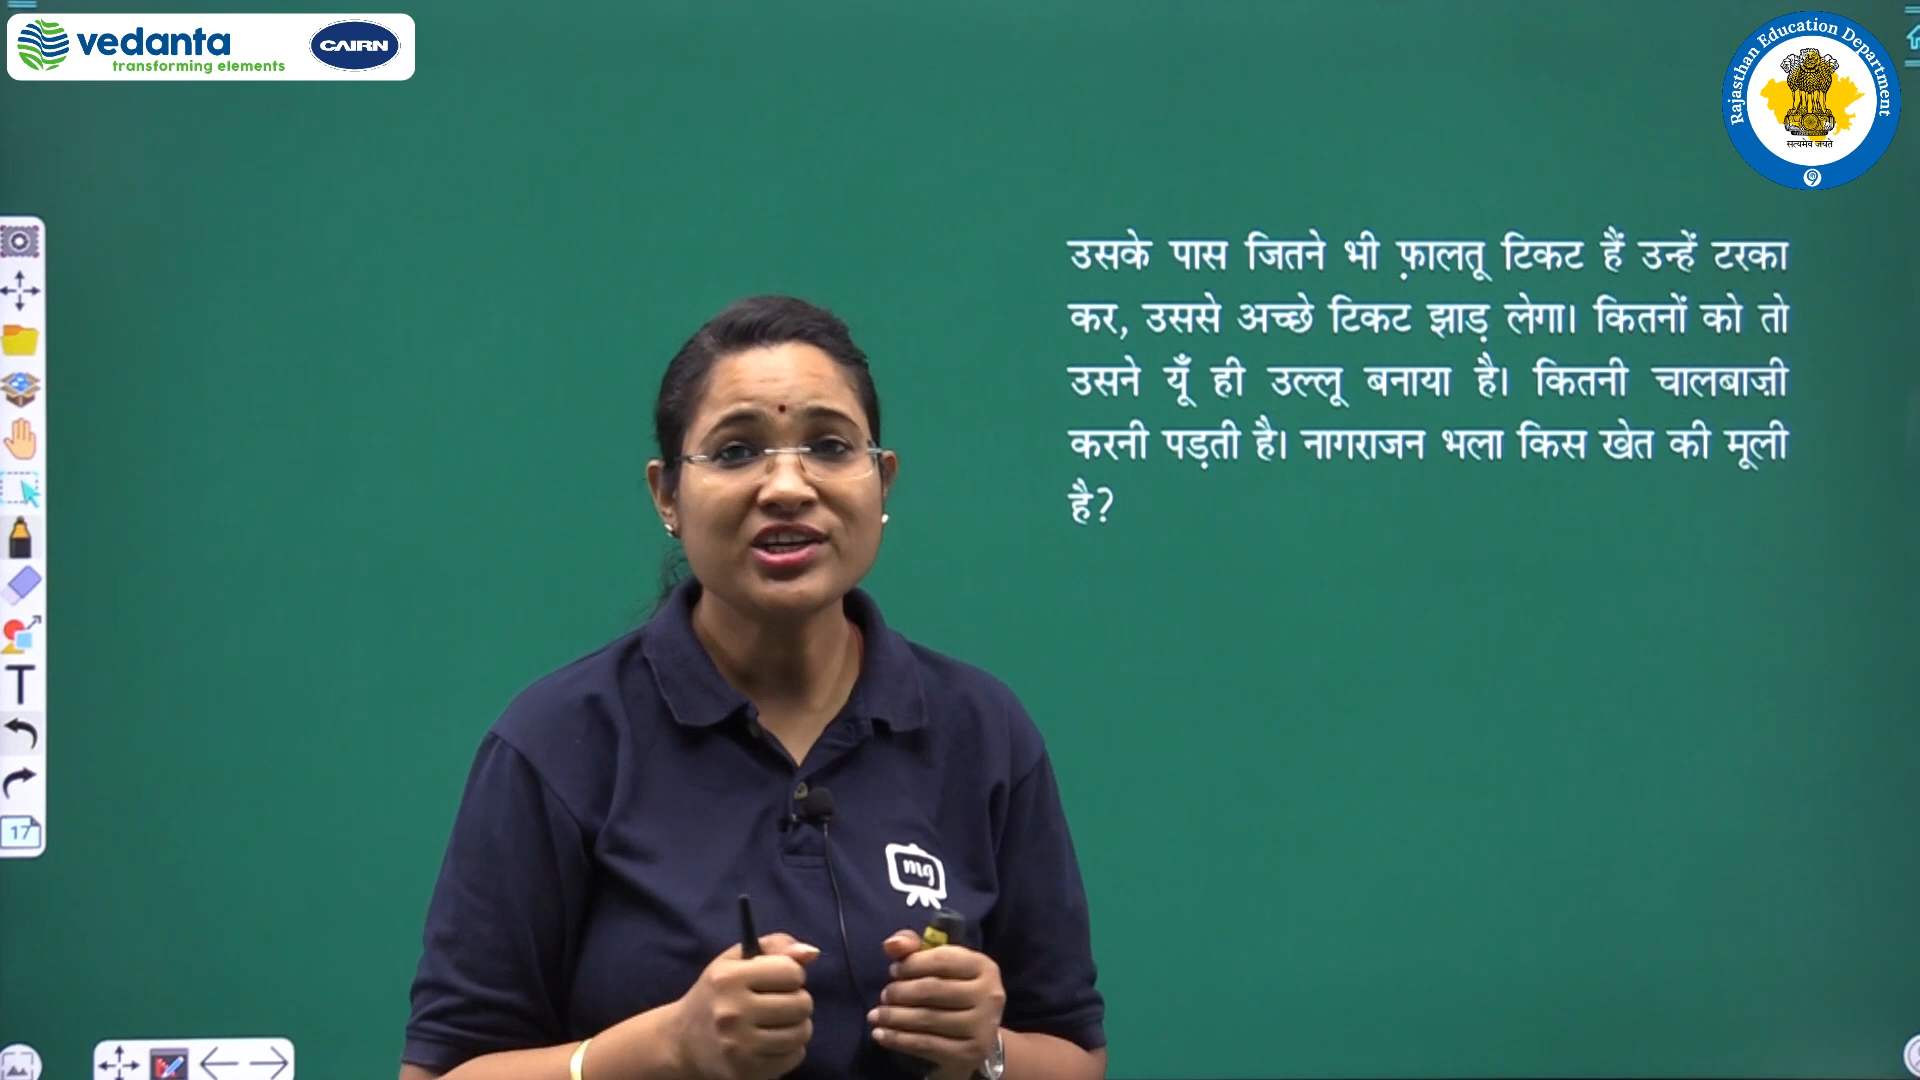 vedanta
transforming elements
CAIRN
Rajasthan Education Department
सत्यमेव जयते
उसके पास जितने भी फ़ालतू टिकट हैं उन्हें टरका
कर, उससे अच्छे टिकट झाड़ लेगा। कितनों को तो
उसने यूँ ही उल्लू बनाया है। कितनी चालबाज़ी
करनी पड़ती है। नागराजन भला किस खेत की मूली
है?
T
17
mg